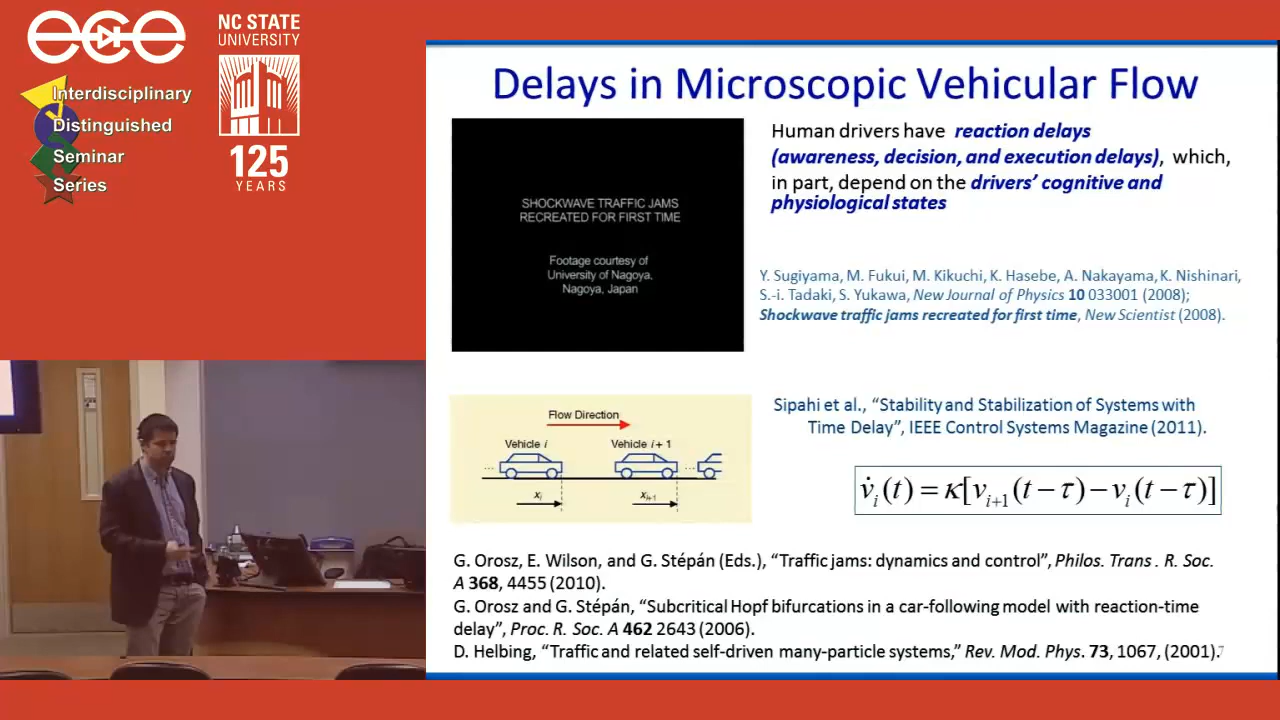 ece
NC STATE
UNIVERSITY
Interdisciplinary
Distinguished
Seminar
Series
125
YEARS
Delays in Microscopic Vehicular Flow
SHOCKWAVE TRAFFIC JAMS
RECREATED FOR FIRST TIME
Footage courtesy of
University of Nagoya,
Nagoya, Japan
Human drivers have reaction delays
(awareness, decision, and execution delays), which,
in part, depend on the drivers' cognitive and
physiological states
Y. Sugiyama, M. Fukui, M. Kikuchi, K. Hasebe, A. Nakayama, K. Nishinari,
S.-i. Tadaki, S. Yukawa, New Journal of Physics 10 033001 (2008);
Shockwave traffic jams recreated for first time, New Scientist (2008).
Flow Direction
Vehicle i
Vehicle i + 1
...
...
x_i
x_{i+1}
Sipahi et al., "Stability and Stabilization of Systems with
Time Delay", IEEE Control Systems Magazine (2011).
v̇_i(t) = κ[v_{i+1}(t − τ) − v_i(t − τ)]
G. Orosz, E. Wilson, and G. Stépán (Eds.), "Traffic jams: dynamics and control", Philos. Trans . R. Soc.
A 368, 4455 (2010).
G. Orosz and G. Stépán, "Subcritical Hopf bifurcations in a car-following model with reaction-time
delay", Proc. R. Soc. A 462 2643 (2006).
D. Helbing, "Traffic and related self-driven many-particle systems," Rev. Mod. Phys. 73, 1067, (2001).
7